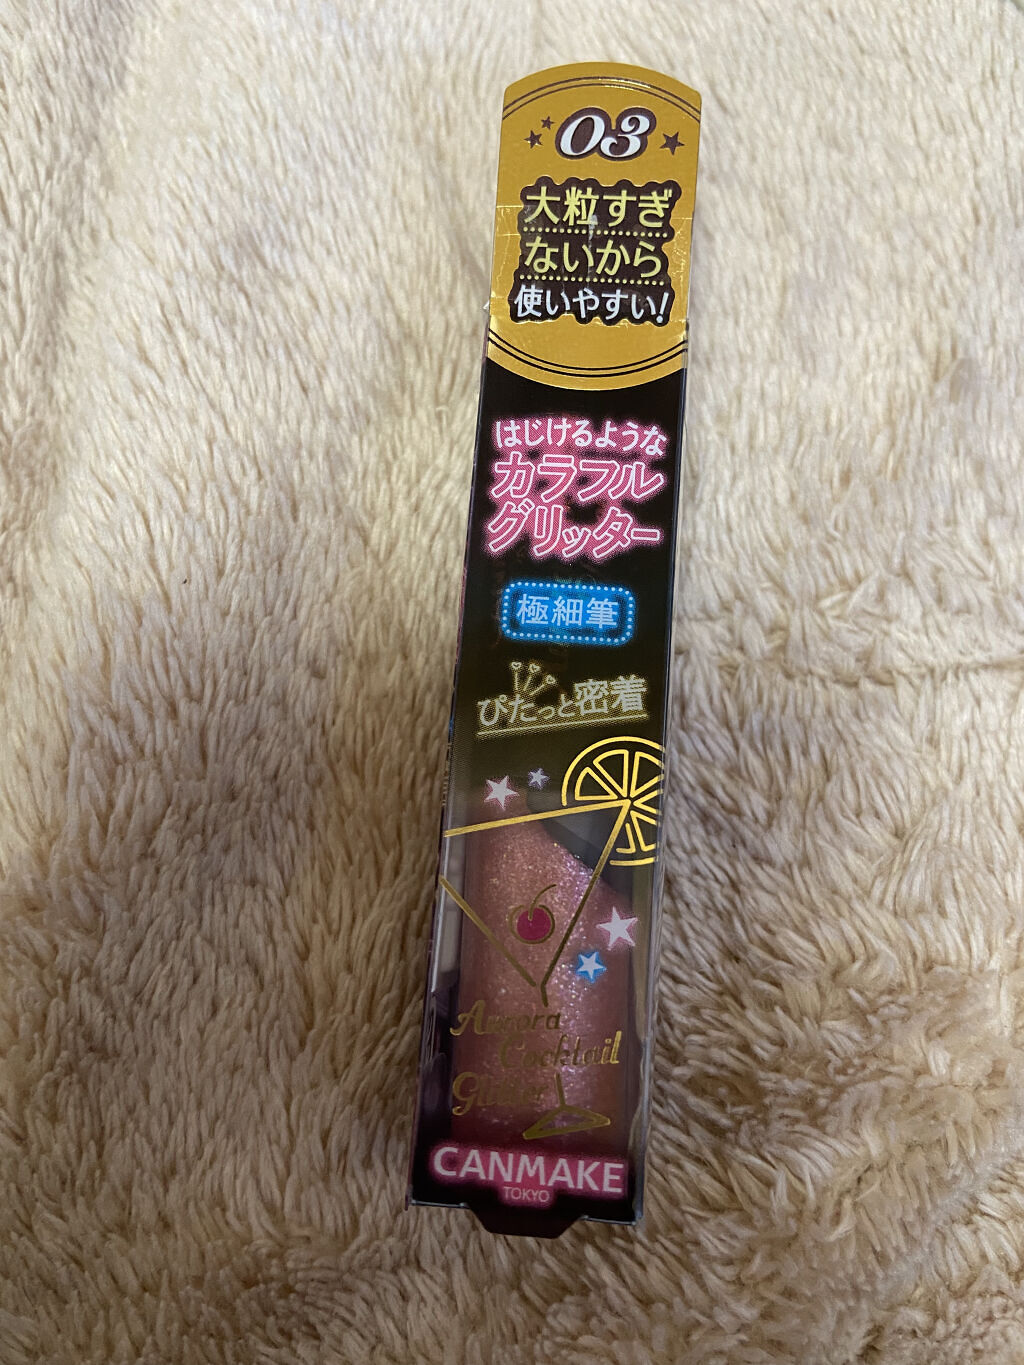 03
大粒すぎ
ないから
使いやすい!
はじけるような
カラフル
グリッター
極細筆
ぴたっと密着
Aurora
Cocktail
Glitter
CANMAKE
TOKYO